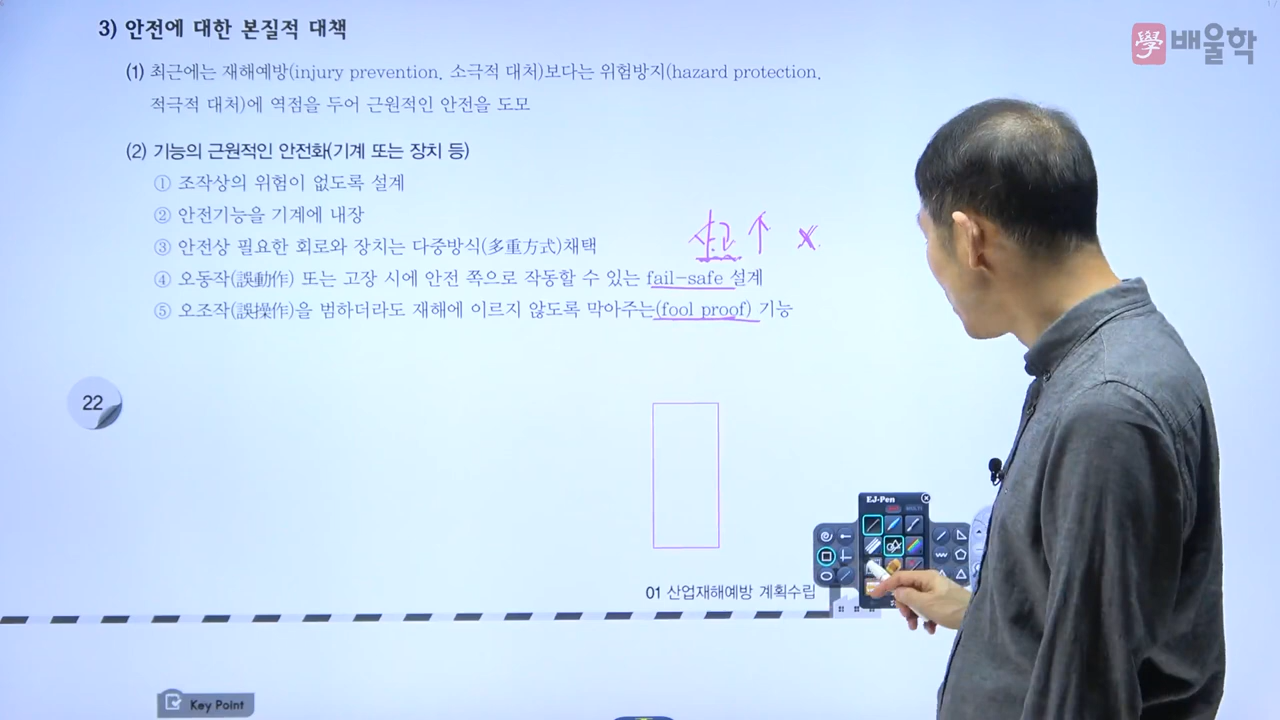 3) 안전에 대한 본질적 대책
學 배울학
(1) 최근에는 재해예방(injury prevention, 소극적 대처)보다는 위험방지(hazard protection,
적극적 대처)에 역점을 두어 근원적인 안전을 도모
(2) 기능의 근원적인 안전화(기계 또는 장치 등)
① 조작상의 위험이 없도록 설계
② 안전기능을 기계에 내장
③ 안전상 필요한 회로와 장치는 다중방식(多重方式)채택
④ 오동작(誤動作) 또는 고장 시에 안전 쪽으로 작동할 수 있는 fail-safe 설계
⑤ 오조작(誤操作)을 범하더라도 재해에 이르지 않도록 막아주는(fool proof) 기능
22
EJ-Pen
01 산업재해예방 계획수립
Key Point